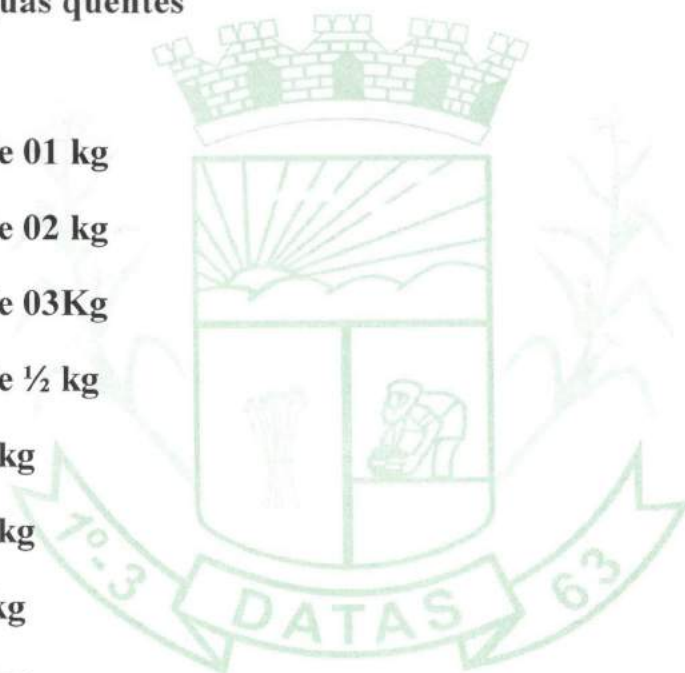 uas quentes
e 01 kg
e 02 kg
e 03Kg
e ½ kg
kg
kg
kg
1º-3 DATAS 63